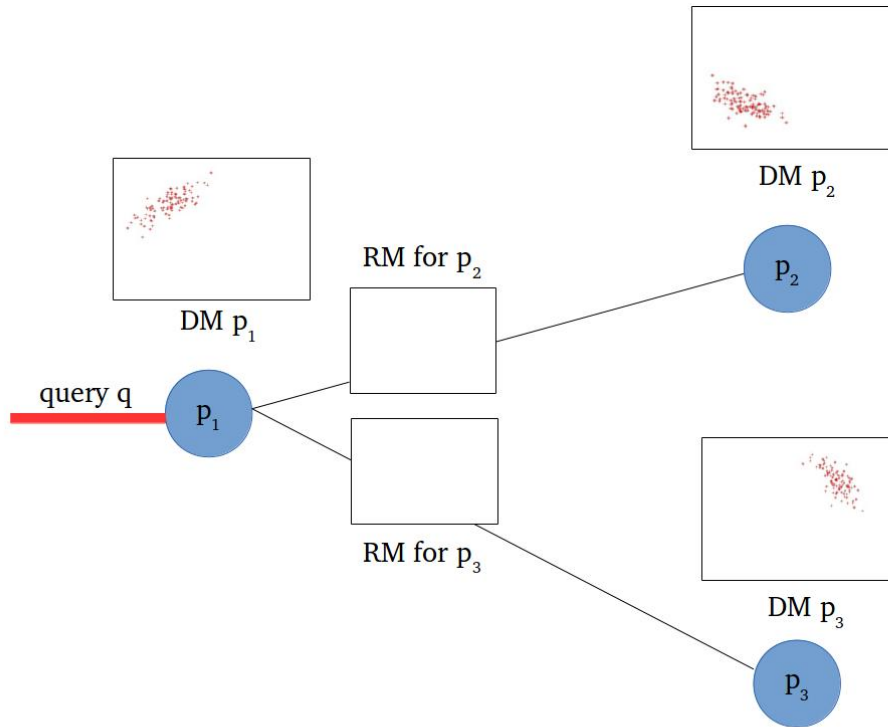 DM p₂
RM for p₂
p₂
DM p₁
query q
p₁
RM for p₃
DM p₃
p₃